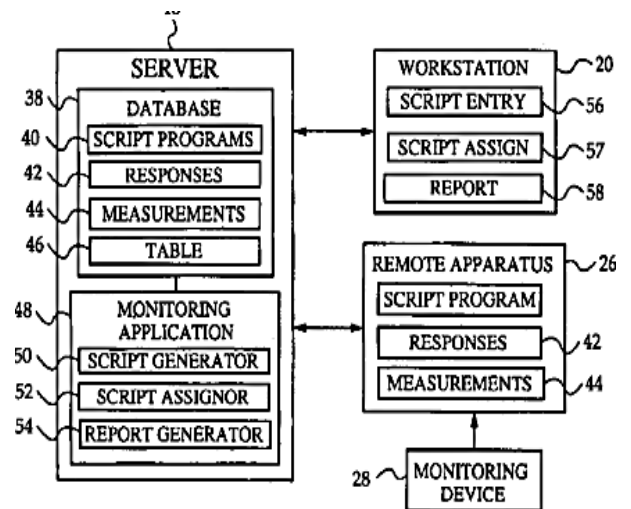 SERVER
38
DATABASE
40
SCRIPT PROGRAMS
42
RESPONSES
44
MEASUREMENTS
46
TABLE
48
MONITORING
APPLICATION
50
SCRIPT GENERATOR
52
SCRIPT ASSIGNOR
54
REPORT GENERATOR
WORKSTATION
20
SCRIPT ENTRY
56
SCRIPT ASSIGN
57
REPORT
58
REMOTE APPARATUS
26
SCRIPT PROGRAM
RESPONSES
42
MEASUREMENTS
44
28
MONITORING
DEVICE